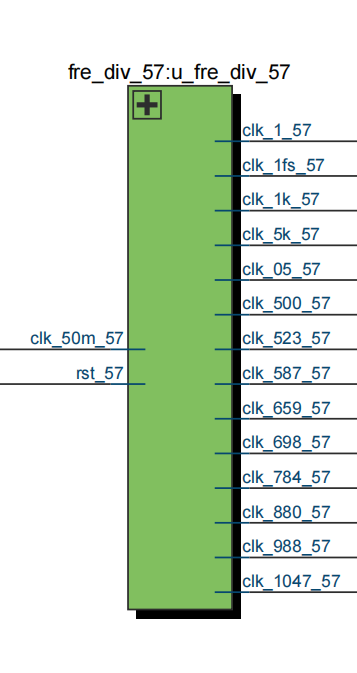 fre_div_57:u_fre_div_57
clk_1_57
clk_1fs_57
clk_1k_57
clk_5k_57
clk_05_57
clk_500_57
clk_50m_57
clk_523_57
rst_57
clk_587_57
clk_659_57
clk_698_57
clk_784_57
clk_880_57
clk_988_57
clk_1047_57